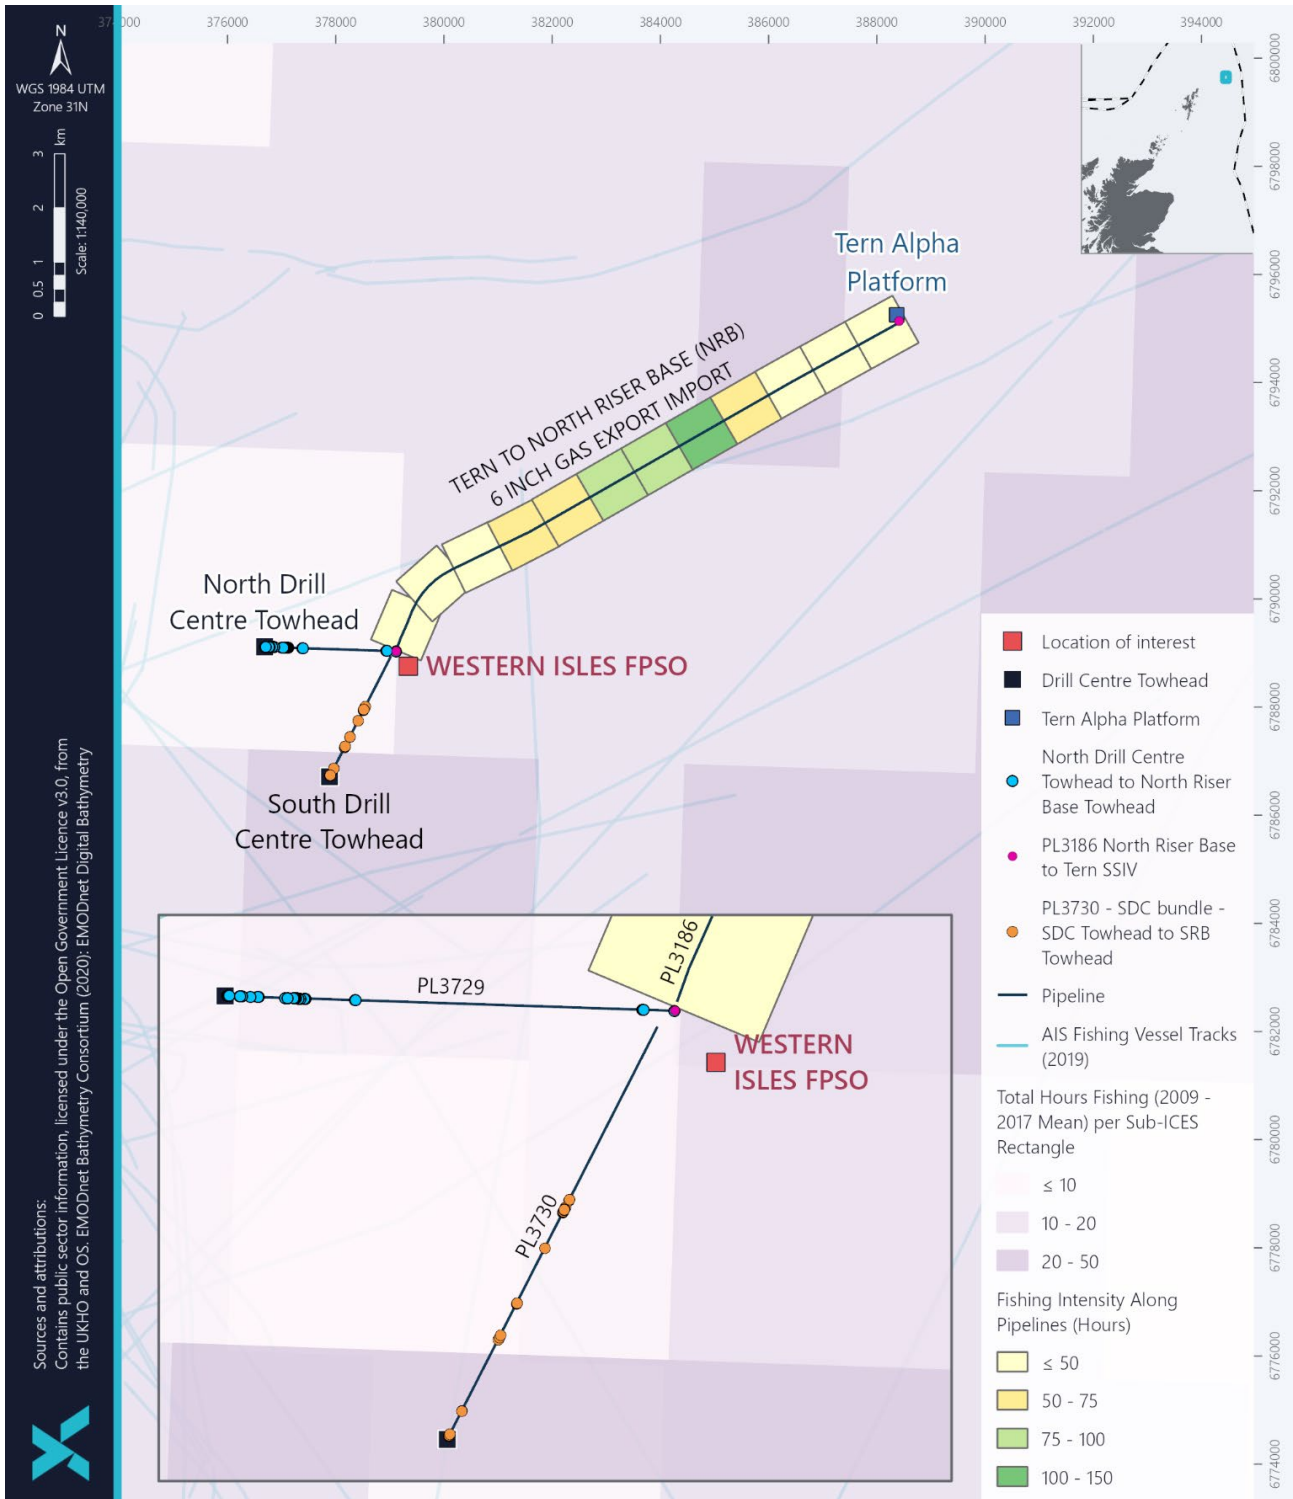 374000 376000 378000 380000 382000 384000 386000 388000 390000 392000 394000
N
WGS 1984 UTM
Zone 31N
km
0 0.5 1 2 3
Scale: 1:140,000
6800000
6798000
6796000
6794000
6792000
6790000
6788000
6786000
6784000
6782000
6780000
6778000
6776000
6774000
Tern Alpha
Platform
TERN TO NORTH RISER BASE (NRB)
6 INCH GAS EXPORT IMPORT
North Drill
Centre Towhead
WESTERN ISLES FPSO
South Drill
Centre Towhead
PL3186
PL3729
WESTERN
ISLES FPSO
PL3730
Location of interest
Drill Centre Towhead
Tern Alpha Platform
North Drill Centre
Towhead to North Riser
Base Towhead
PL3186 North Riser Base
to Tern SSIV
PL3730 - SDC bundle -
SDC Towhead to SRB
Towhead
Pipeline
AIS Fishing Vessel Tracks
(2019)
Total Hours Fishing (2009 -
2017 Mean) per Sub-ICES
Rectangle
≤ 10
10 - 20
20 - 50
Fishing Intensity Along
Pipelines (Hours)
≤ 50
50 - 75
75 - 100
100 - 150
Sources and attributions:
Contains public sector information, licensed under the Open Government Licence v3.0, from
the UKHO and OS. EMODnet Bathymetry Consortium (2020): EMODnet Digital Bathymetry